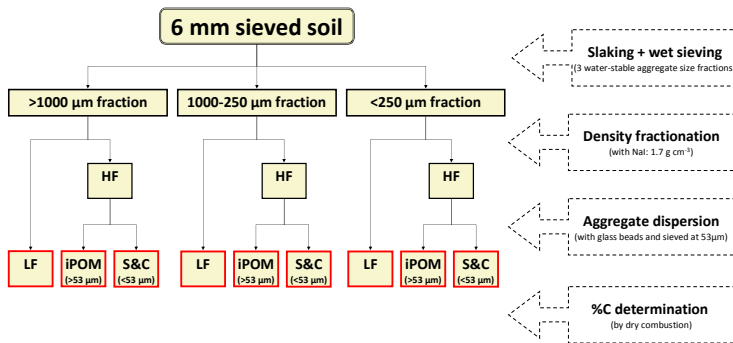 6 mm sieved soil
Slaking + wet sieving
(3 water-stable aggregate size fractions
>1000 µm fraction
1000-250 µm fraction
<250 µm fraction
Density fractionation
(with NaI: 1.7 g cm⁻³)
HF
HF
HF
Aggregate dispersion
(with glass beads and sieved at 53µm)
LF
iPOM
(>53 µm)
S&C
(<53 µm)
LF
iPOM
(>53 µm)
S&C
(<53 µm)
LF
iPOM
(>53 µm)
S&C
(<53 µm)
%C determination
(by dry combustion)